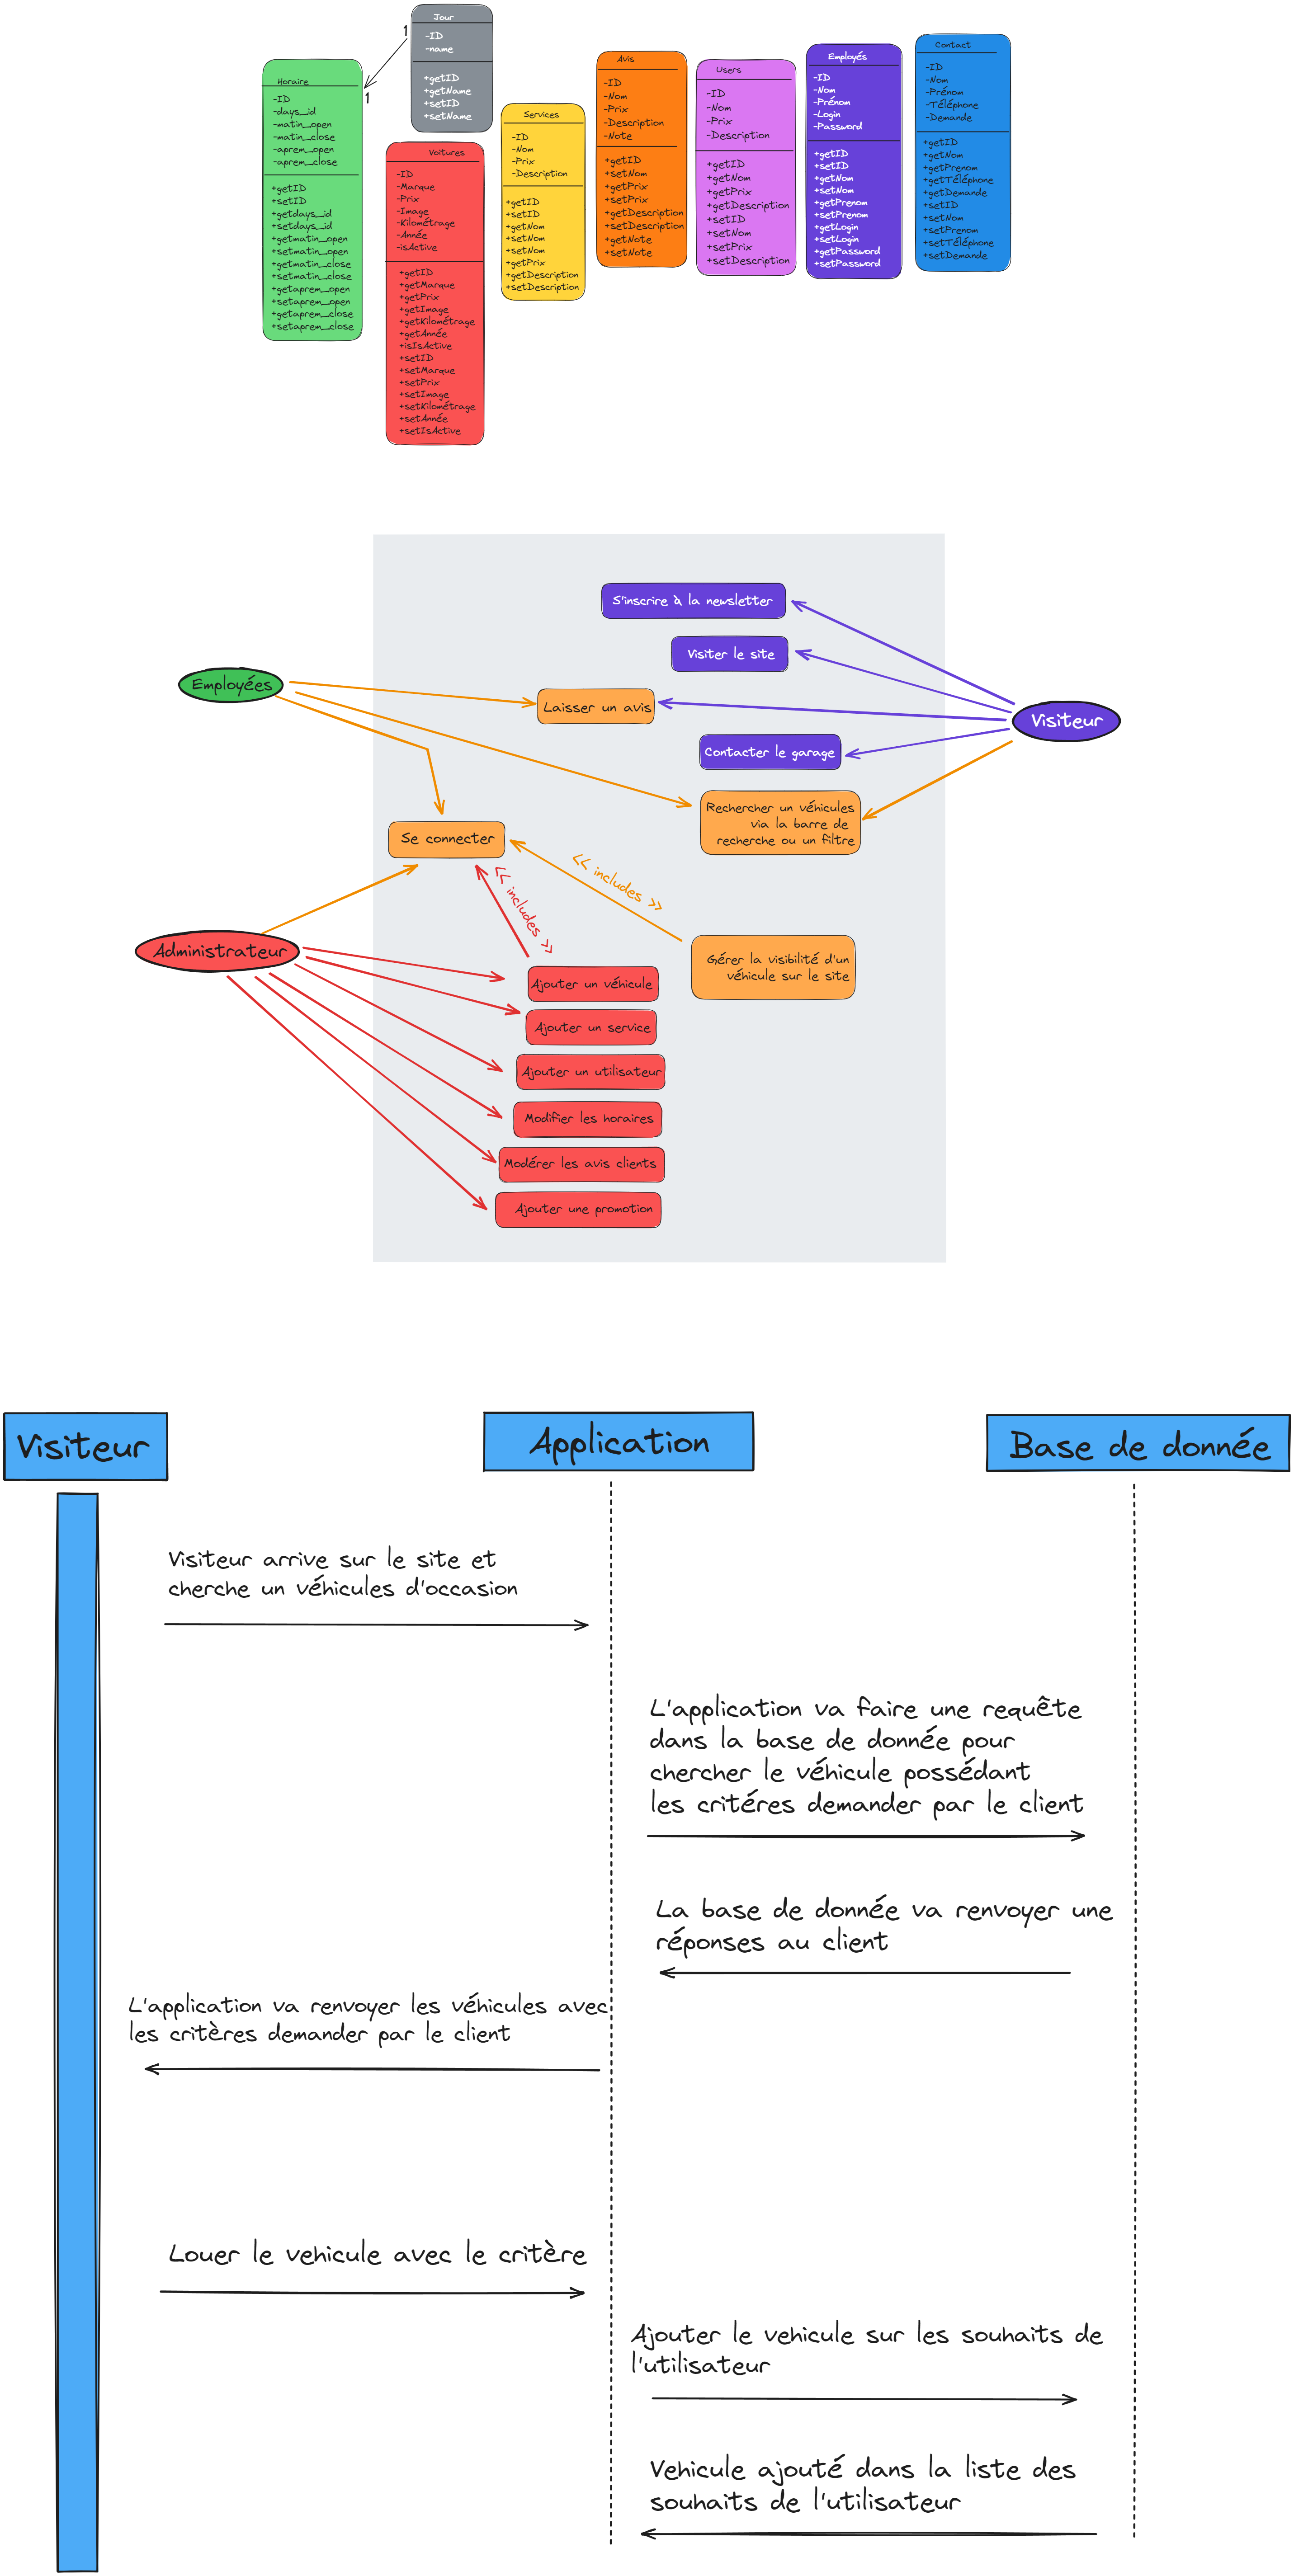 Jour
-ID
-name
+getID
+getName
+setID
+setName
1
1
Horaire
-ID
-days_id
-matin_open
-matin_close
-aprem_open
-aprem_close
+getID
+setID
+getdays_id
+setdays_id
+getmatin_open
+setmatin_open
+getmatin_close
+setmatin_close
+getaprem_open
+setaprem_open
+getaprem_close
+setaprem_close
Voitures
-ID
-Marque
-Prix
-Image
-Kilométrage
-Année
-isActive
+getID
+getMarque
+getPrix
+getImage
+getKilométrage
+getAnnée
+isIsActive
+setID
+setMarque
+setPrix
+setImage
+setKilométrage
+setAnnée
+setIsActive
Services
-ID
-Nom
-Prix
-Description
+getID
+setID
+getNom
+setNom
+setNom
+getPrix
+getDescription
+setDescription
Avis
-ID
-Nom
-Prix
-Description
-Note
+getID
+setNom
+getPrix
+setPrix
+getDescription
+setDescription
+getNote
+setNote
Users
-ID
-Nom
-Prix
-Description
+getID
+getNom
+getPrix
+getDescription
+setID
+setNom
+setPrix
+setDescription
Employés
-ID
-Nom
-Prénom
-Login
-Password
+getID
+setID
+getNom
+setNom
+getPrenom
+setPrenom
+getLogin
+setLogin
+getPassword
+setPassword
Contact
-ID
-Nom
-Prénom
-Téléphone
-Demande
+getID
+getNom
+getPrenom
+getTéléphone
+getDemande
+setID
+setNom
+setPrenom
+setTéléphone
+setDemande
S'inscrire à la newsletter
Visiter le site
Employées
Laisser un avis
Visiteur
Contacter le garage
Rechercher un véhicules
via la barre de
recherche ou un filtre
Se connecter
<< includes >>
<< includes >>
Administrateur
Gérer la visibilité d'un
véhicule sur le site
Ajouter un véhicule
Ajouter un service
Ajouter un utilisateur
Modifier les horaires
Modérer les avis clients
Ajouter une promotion
Visiteur
Application
Base de donnée
Visiteur arrive sur le site et
cherche un véhicules d'occasion
L'application va faire une requête
dans la base de donnée pour
chercher le véhicule possédant
les critéres demander par le client
La base de donnée va renvoyer une
réponses au client
L'application va renvoyer les véhicules avec
les critères demander par le client
Louer le vehicule avec le critère
Ajouter le vehicule sur les souhaits de
l'utilisateur
Vehicule ajouté dans la liste des
souhaits de l'utilisateur